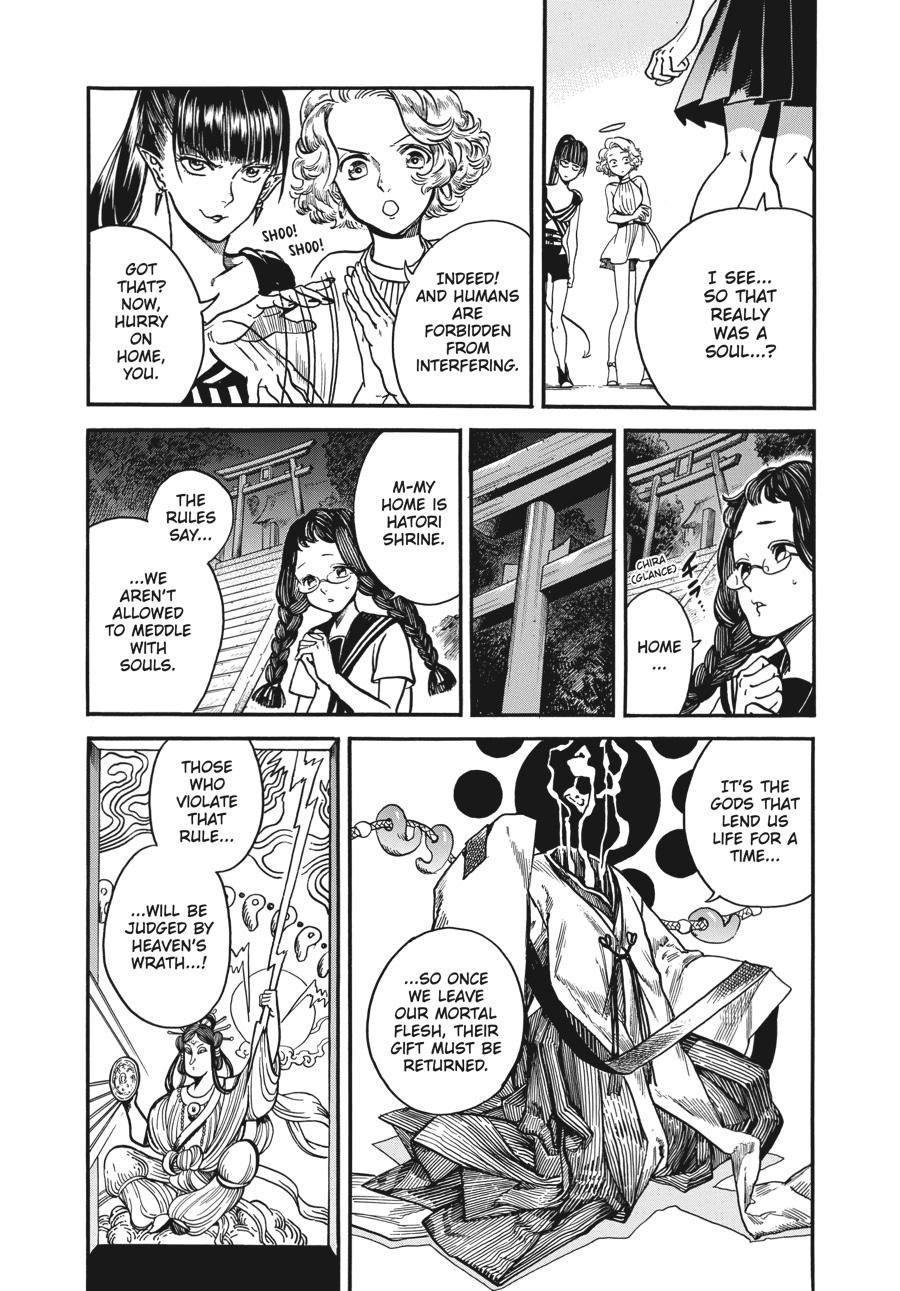 I SEE...
SO THAT
REALLY
WAS A
SOUL...?
INDEED!
AND HUMANS
ARE
FORBIDDEN
FROM
INTERFERING.
SHOO!
SHOO!
GOT
THAT?
NOW,
HURRY
ON
HOME,
YOU.
CHIRA
(GLANCE)
HOME
...
M-MY
HOME IS
HATORI
SHRINE.
THE
RULES
SAY...
...WE
AREN'T
ALLOWED
TO MEDDLE
WITH
SOULS.
IT'S THE
GODS THAT
LEND US
LIFE FOR A
TIME...
...SO ONCE
WE LEAVE
OUR MORTAL
FLESH, THEIR
GIFT MUST BE
RETURNED.
THOSE
WHO
VIOLATE
THAT
RULE...
...WILL BE
JUDGED BY
HEAVEN'S
WRATH...!